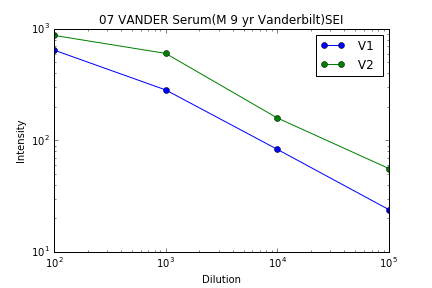 07 VANDER Serum(M 9 yr Vanderbilt)SEI
10³
V1
V2
10²
Intensity
10¹
10² 10³ 10⁴ 10⁵
Dilution